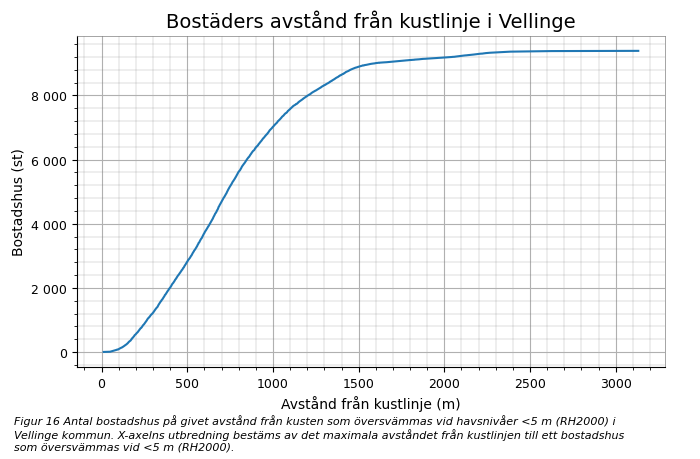 Bostäders avstånd från kustlinje i Vellinge
Bostadshus (st)
8 000
6 000
4 000
2 000
0
0 500 1000 1500 2000 2500 3000
Avstånd från kustlinje (m)
Figur 16 Antal bostadshus på givet avstånd från kusten som översvämmas vid havsnivåer <5 m (RH2000) i
Vellinge kommun. X-axelns utbredning bestäms av det maximala avståndet från kustlinjen till ett bostadshus
som översvämmas vid <5 m (RH2000).